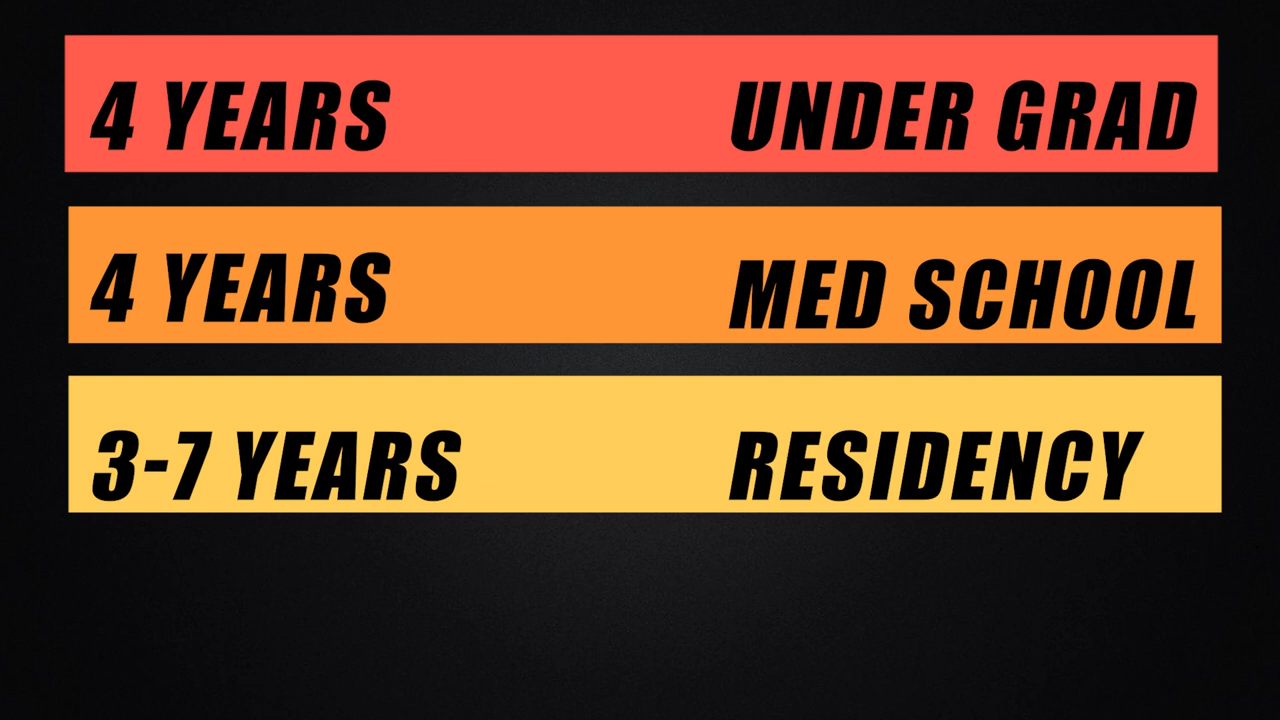 4 YEARS UNDER GRAD
4 YEARS MED SCHOOL
3-7 YEARS RESIDENCY